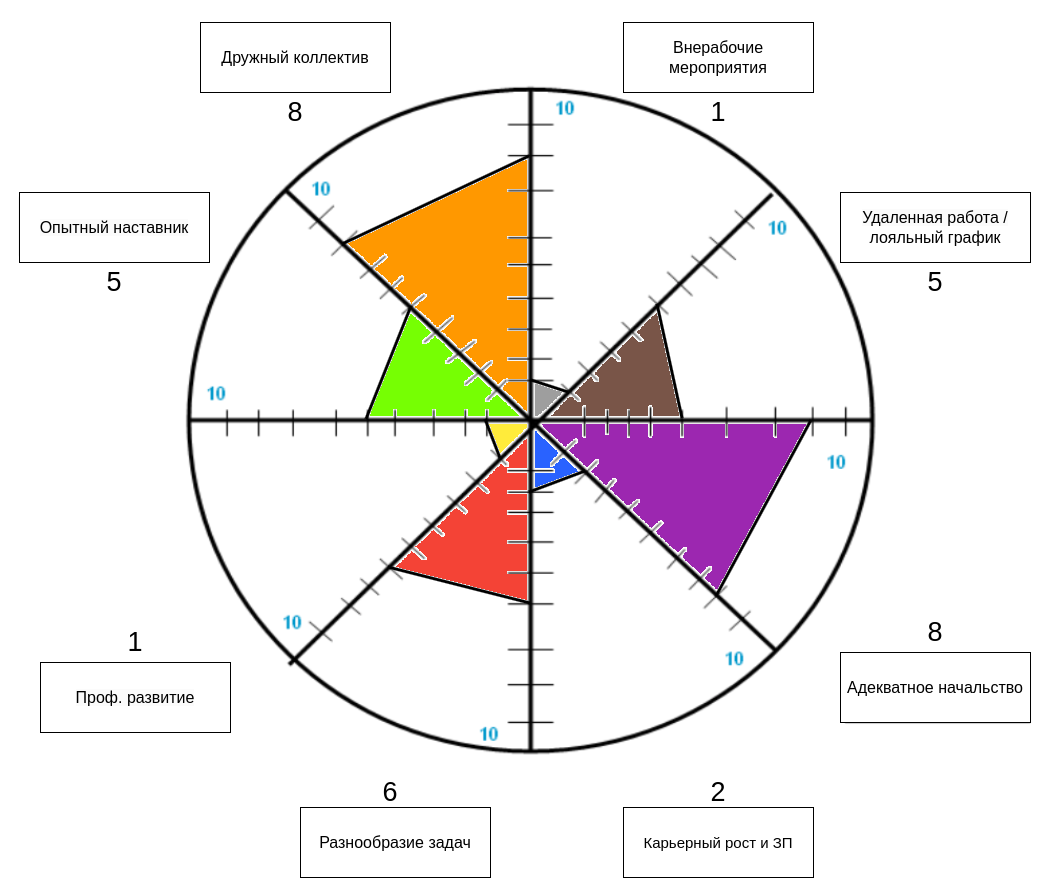 Дружный коллектив
8
Внерабочие
мероприятия
1
10
10
10
Опытный наставник
5
Удаленная работа /
лояльный график
5
10
10
10
10
10
1
Проф. развитие
8
Адекватное начальство
6
Разнообразие задач
2
Карьерный рост и ЗП